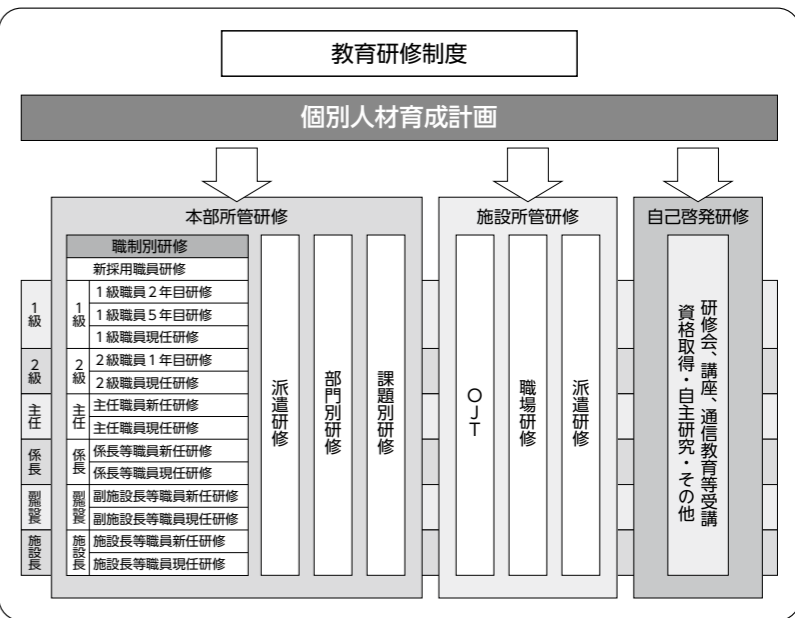 教育研修制度
個別人材育成計画
本部所管研修
職制別研修
新採用職員研修
1級
1級
1級職員2年目研修
1級職員5年目研修
1級職員現任研修
2級
2級
2級職員1年目研修
2級職員現任研修
主任
主任
主任職員新任研修
主任職員現任研修
係長
係長
係長等職員新任研修
係長等職員現任研修
副施設長
副施設長
副施設長等職員新任研修
副施設長等職員現任研修
施設長
施設長
施設長等職員新任研修
施設長等職員現任研修
派遣研修
部門別研修
課題別研修
施設所管研修
OJT
職場研修
派遣研修
自己啓発研修
研修会、講座、通信教育等受講
資格取得・自主研究・その他